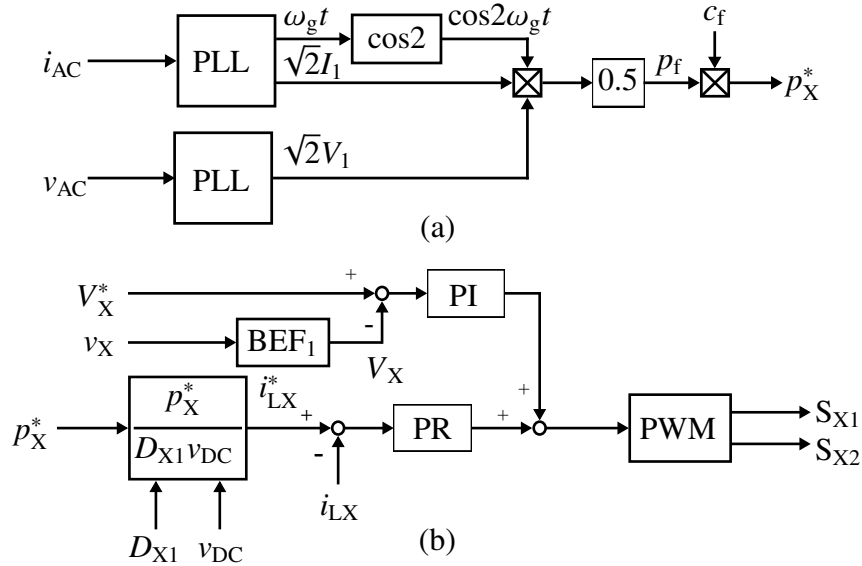 ω_g t cos2 cos2ω_g t c_f
i_AC PLL √2I_1 0.5 p_f p_X^*
v_AC PLL √2V_1
(a)
V_X^* + PI
v_X BEF_1 - V_X
p_X^* p_X^* / D_X1 v_DC i_LX^* + - PR + + PWM S_X1
S_X2
D_X1 v_DC i_LX
(b)